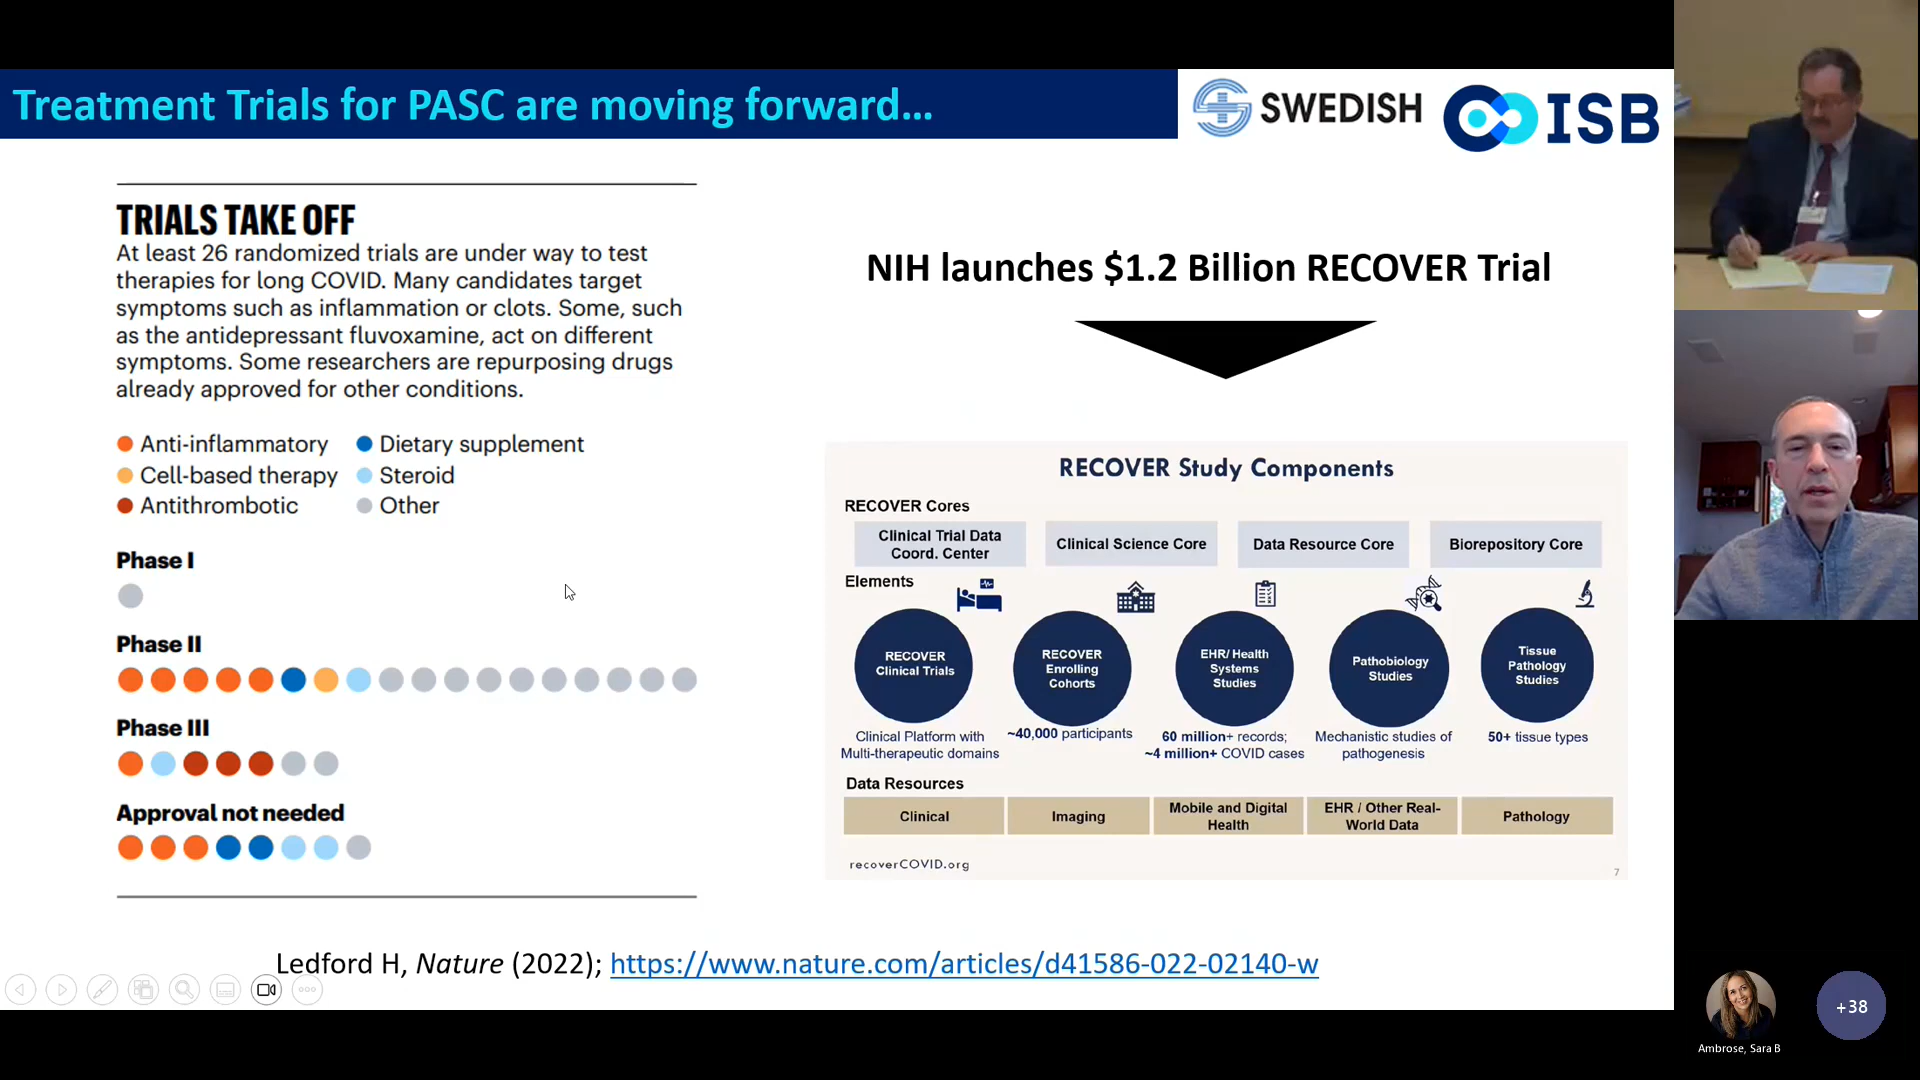 Treatment Trials for PASC are moving forward...
SWEDISH
ISB
TRIALS TAKE OFF
At least 26 randomized trials are under way to test
therapies for long COVID. Many candidates target
symptoms such as inflammation or clots. Some, such
as the antidepressant fluvoxamine, act on different
symptoms. Some researchers are repurposing drugs
already approved for other conditions.
Anti-inflammatory
Dietary supplement
Cell-based therapy
Steroid
Antithrombotic
Other
Phase I
Phase II
Phase III
Approval not needed
NIH launches $1.2 Billion RECOVER Trial
RECOVER Study Components
RECOVER Cores
Clinical Trial Data
Coord. Center
Clinical Science Core
Data Resource Core
Biorepository Core
Elements
RECOVER
Clinical Trials
RECOVER
Enrolling
Cohorts
EHR/ Health
Systems
Studies
Pathobiology
Studies
Tissue
Pathology
Studies
Clinical Platform with
Multi-therapeutic domains
~40,000 participants
60 million+ records;
~4 million+ COVID cases
Mechanistic studies of
pathogenesis
50+ tissue types
Data Resources
Clinical
Imaging
Mobile and Digital
Health
EHR / Other Real-
World Data
Pathology
recoverCOVID.org
7
Ledford H, Nature (2022); https://www.nature.com/articles/d41586-022-02140-w
+38
Ambrose, Sara B